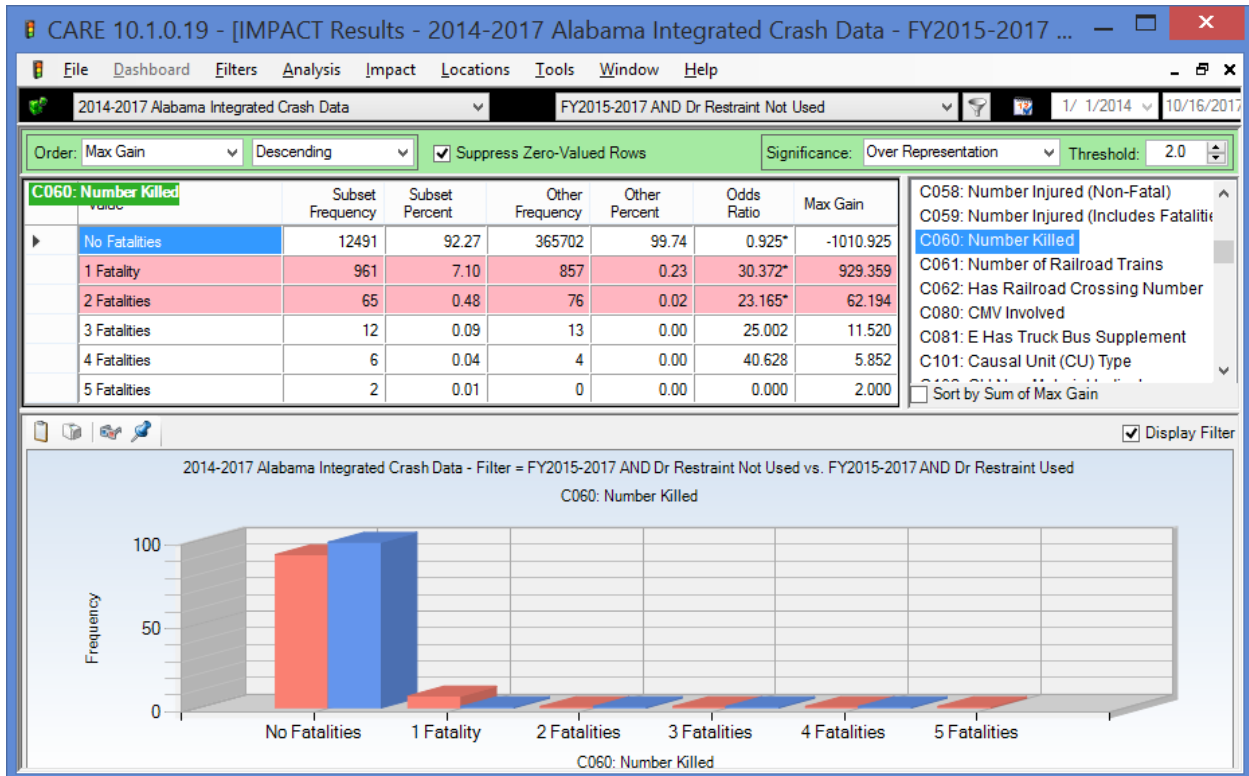 CARE 10.1.0.19 - [IMPACT Results - 2014-2017 Alabama Integrated Crash Data - FY2015-2017 ...
File Dashboard Filters Analysis Impact Locations Tools Window Help
2014-2017 Alabama Integrated Crash Data FY2015-2017 AND Dr Restraint Not Used 1/ 1/2014 10/16/2017
Order: Max Gain Descending Suppress Zero-Valued Rows Significance: Over Representation Threshold: 2.0
C060: Number Killed Subset Frequency Subset Percent Other Frequency Other Percent Odds Ratio Max Gain
No Fatalities 12491 92.27 365702 99.74 0.925* -1010.925
1 Fatality 961 7.10 857 0.23 30.372* 929.359
2 Fatalities 65 0.48 76 0.02 23.165* 62.194
3 Fatalities 12 0.09 13 0.00 25.002 11.520
4 Fatalities 6 0.04 4 0.00 40.628 5.852
5 Fatalities 2 0.01 0 0.00 0.000 2.000
C058: Number Injured (Non-Fatal)
C059: Number Injured (Includes Fatalitie
C060: Number Killed
C061: Number of Railroad Trains
C062: Has Railroad Crossing Number
C080: CMV Involved
C081: E Has Truck Bus Supplement
C101: Causal Unit (CU) Type
Sort by Sum of Max Gain
Display Filter
2014-2017 Alabama Integrated Crash Data - Filter = FY2015-2017 AND Dr Restraint Not Used vs. FY2015-2017 AND Dr Restraint Used
C060: Number Killed
Frequency
100
50
0
No Fatalities 1 Fatality 2 Fatalities 3 Fatalities 4 Fatalities 5 Fatalities
C060: Number Killed